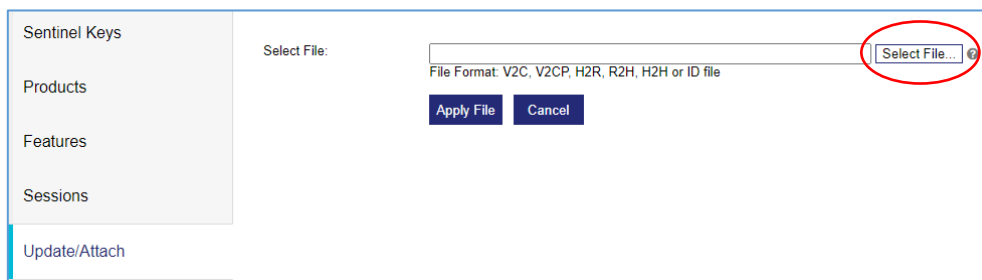 Sentinel Keys
Products
Features
Sessions
Update/Attach
Select File:
Select File...
File Format: V2C, V2CP, H2R, R2H, H2H or ID file
Apply File
Cancel